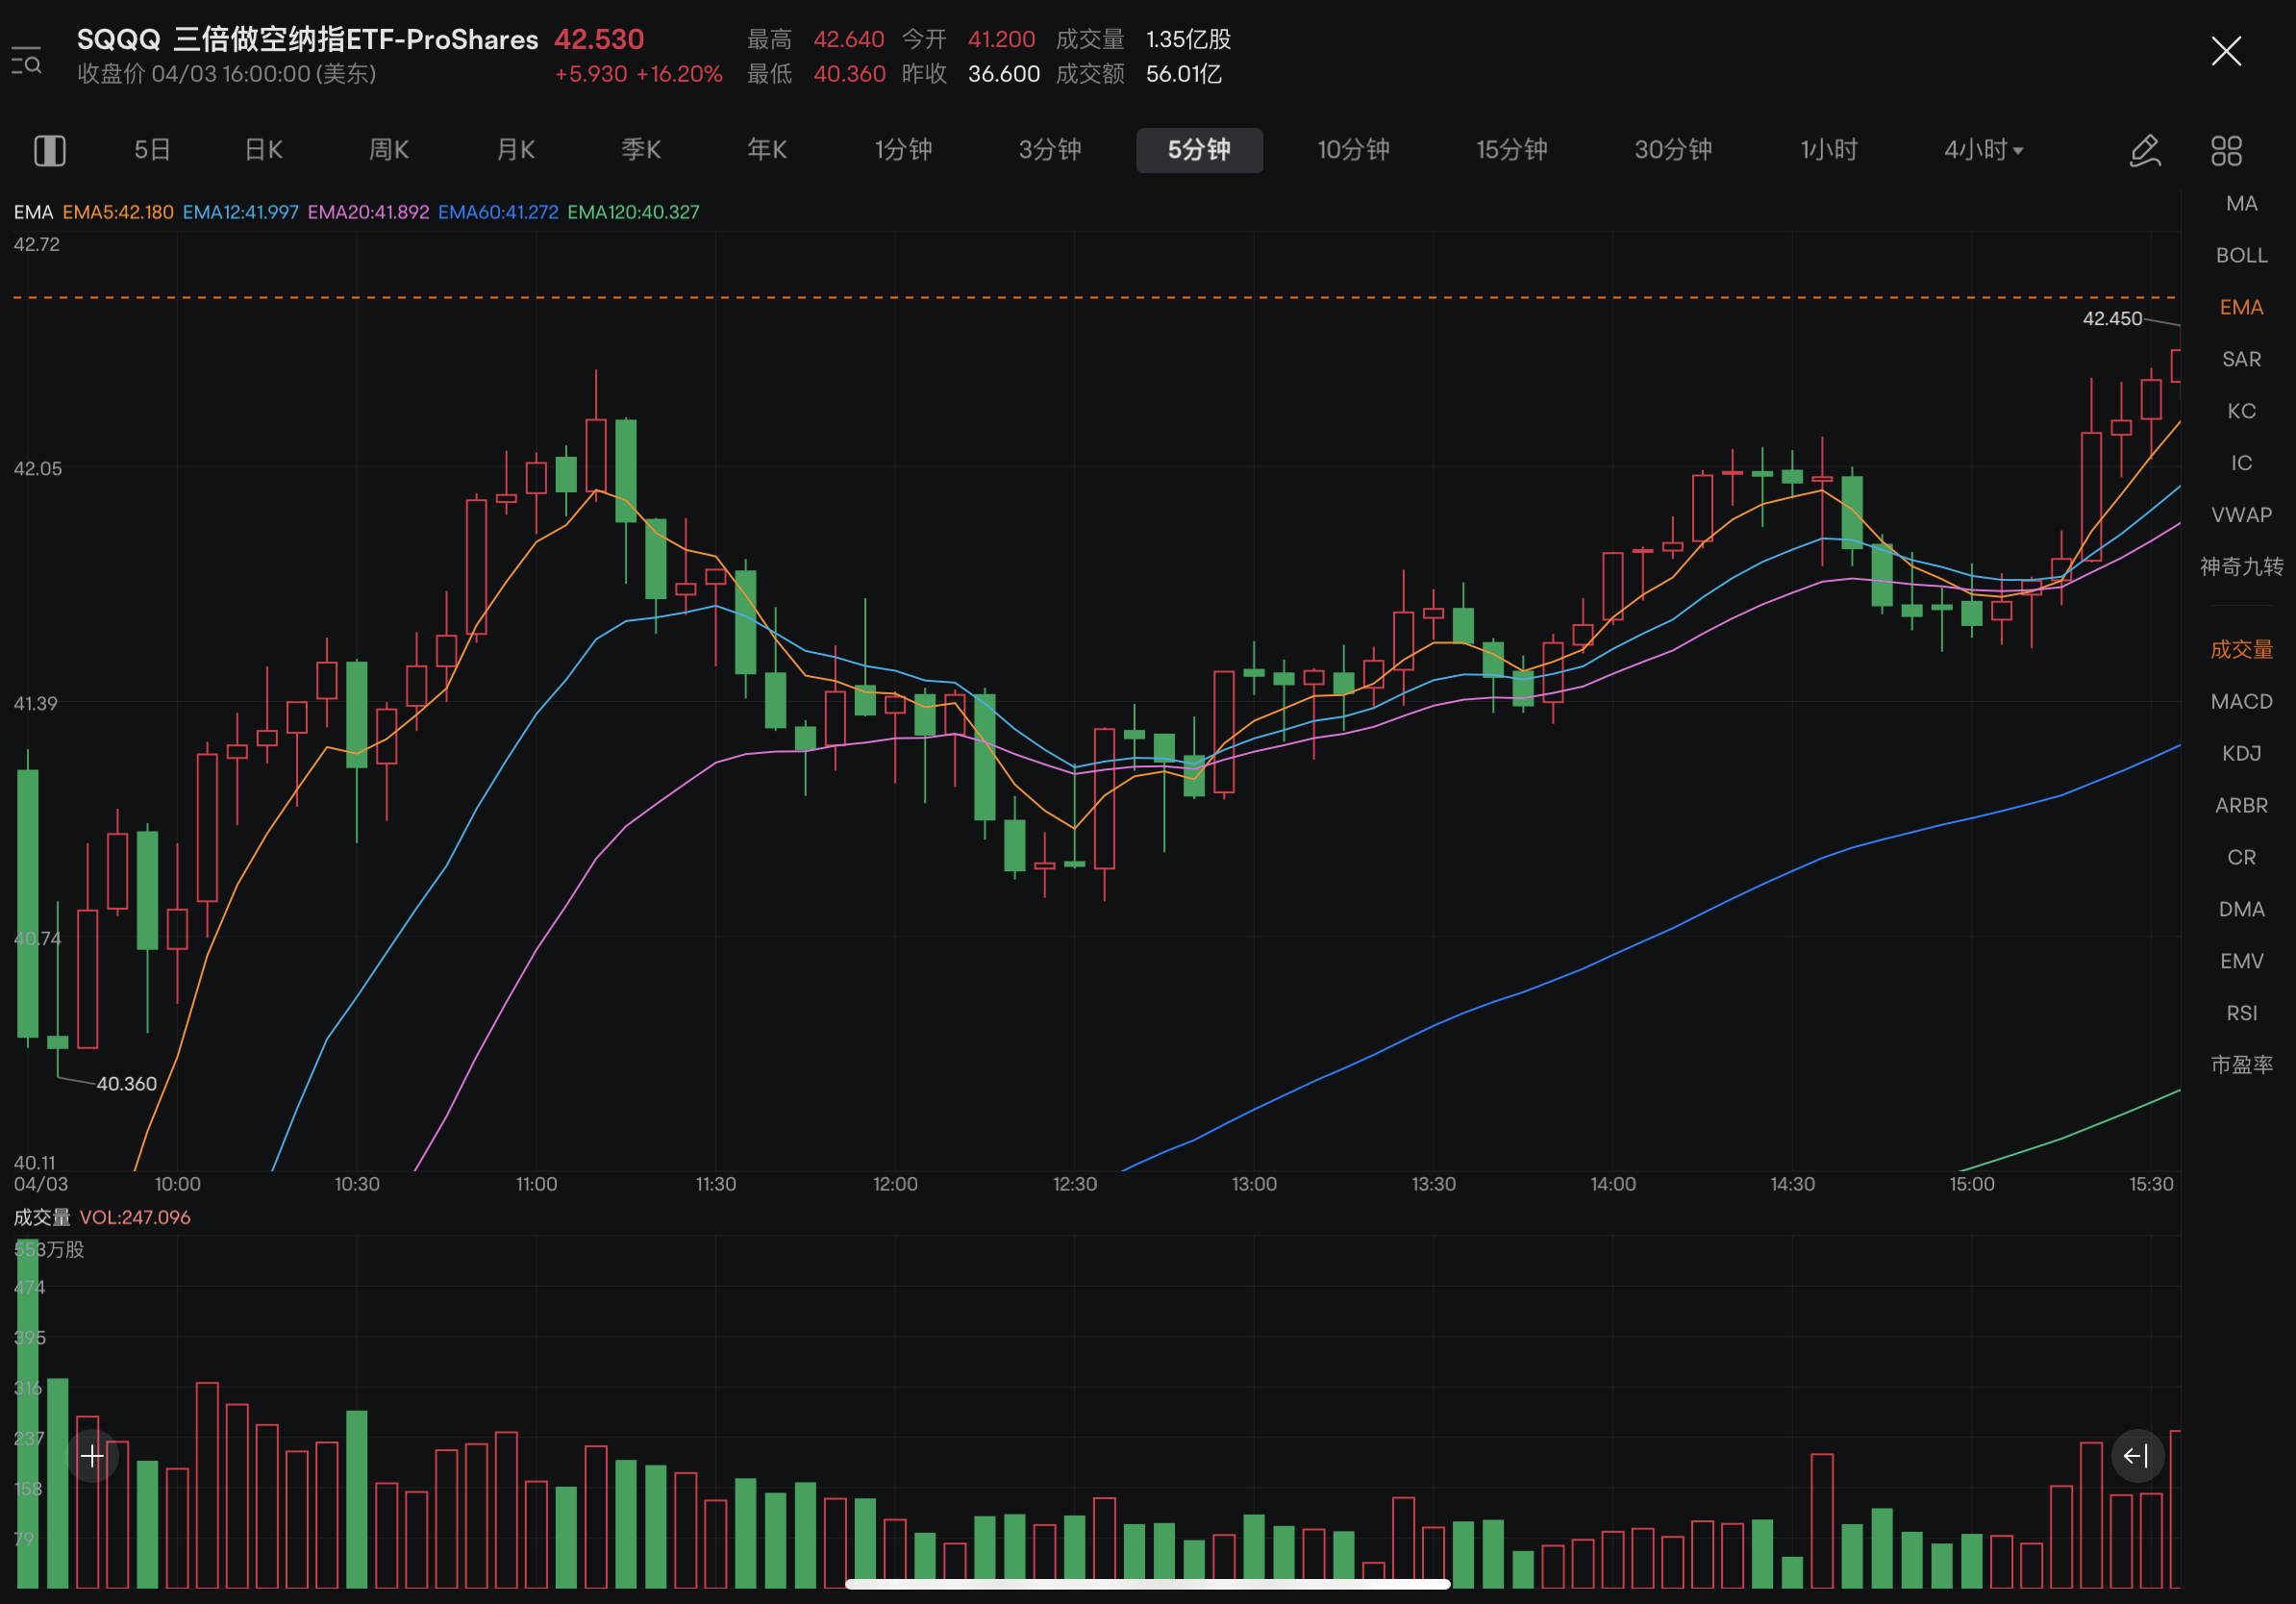 SQQQ 三倍做空纳指ETF-ProShares 42.530 最高 42.640 今开 41.200 成交量 1.35亿股
收盘价 04/03 16:00:00 (美东) +5.930 +16.20% 最低 40.360 昨收 36.600 成交额 56.01亿
5日 日K 周K 月K 季K 年K 1分钟 3分钟 5分钟 10分钟 15分钟 30分钟 1小时 4小时
EMA EMA5:42.180 EMA12:41.997 EMA20:41.892 EMA60:41.272 EMA120:40.327
42.72
42.450
42.05
41.39
40.74
40.360
40.11
04/03 10:00 10:30 11:00 11:30 12:00 12:30 13:00 13:30 14:00 14:30 15:00 15:30
成交量 VOL:247.096
553万股
474
395
316
237
158
79
MA
BOLL
EMA
SAR
KC
IC
VWAP
神奇九转
成交量
MACD
KDJ
ARBR
CR
DMA
EMV
RSI
市盈率